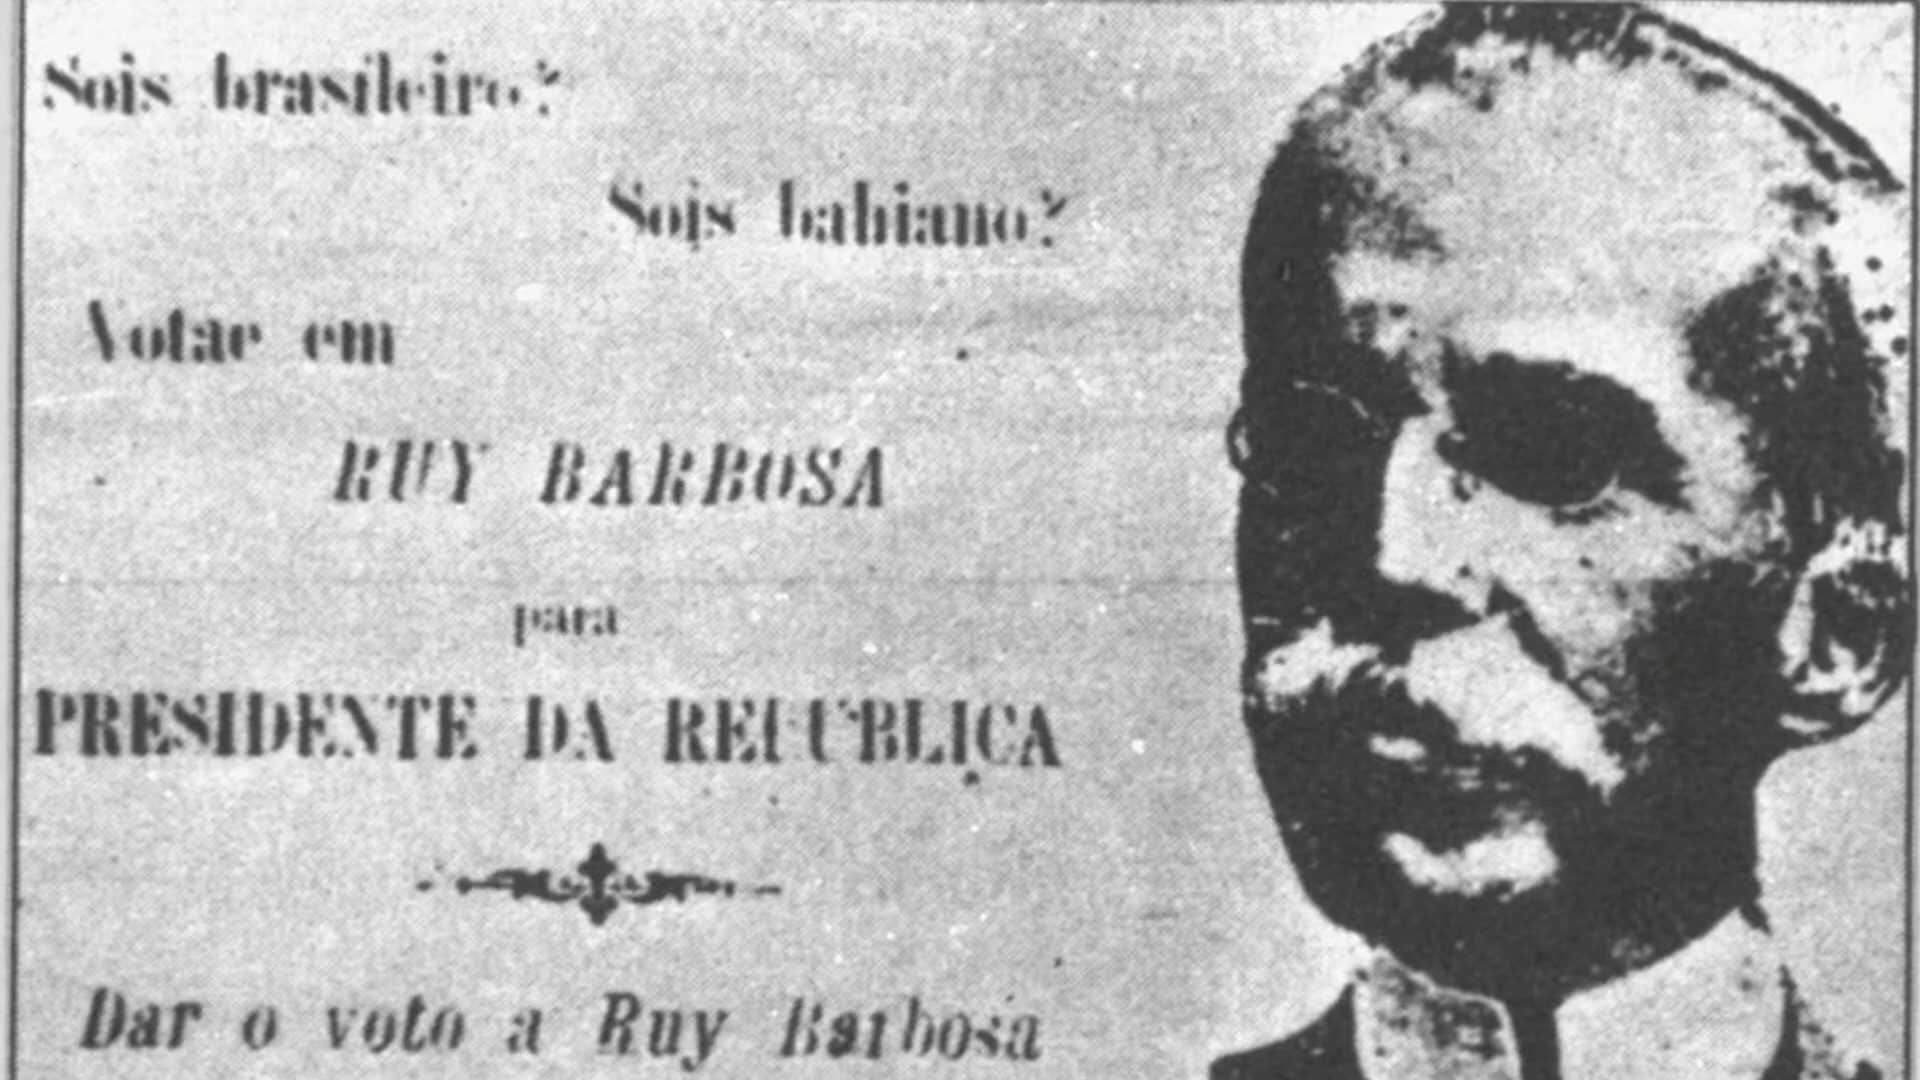 Sois brasileiro?
Sois bahiano?
Votae em
RUY BARBOSA
para
PRESIDENTE DA REPUBLICA
Dar o voto a Ruy Barbosa